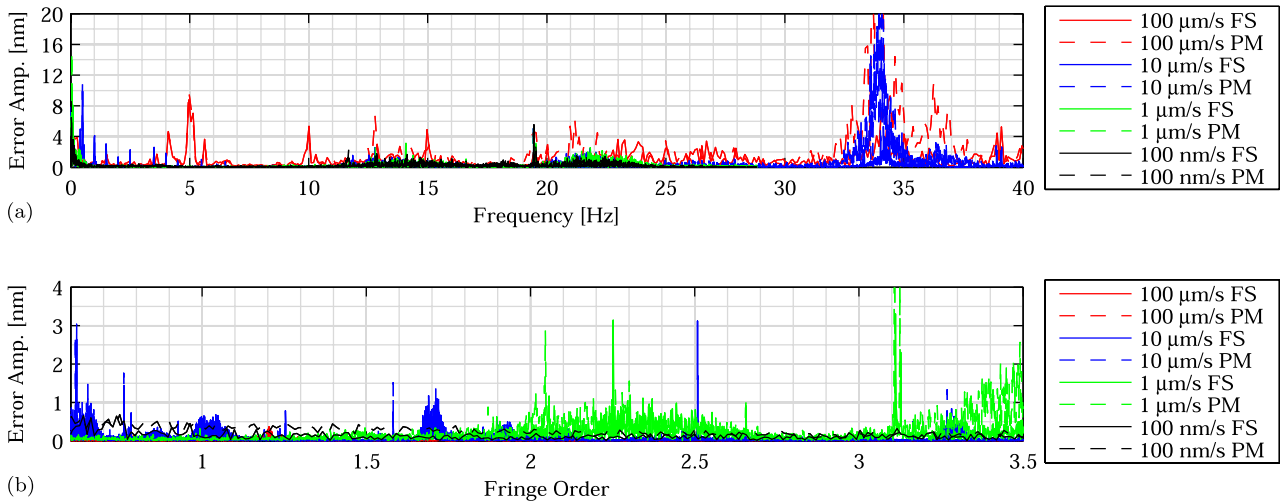 20
16
12
8
4
0
Error Amp. [nm]
0 5 10 15 20 25 30 35 40
Frequency [Hz]
(a)
100 µm/s FS
100 µm/s PM
10 µm/s FS
10 µm/s PM
1 µm/s FS
1 µm/s PM
100 nm/s FS
100 nm/s PM
4
3
2
1
0
Error Amp. [nm]
1 1.5 2 2.5 3 3.5
Fringe Order
(b)
100 µm/s FS
100 µm/s PM
10 µm/s FS
10 µm/s PM
1 µm/s FS
1 µm/s PM
100 nm/s FS
100 nm/s PM